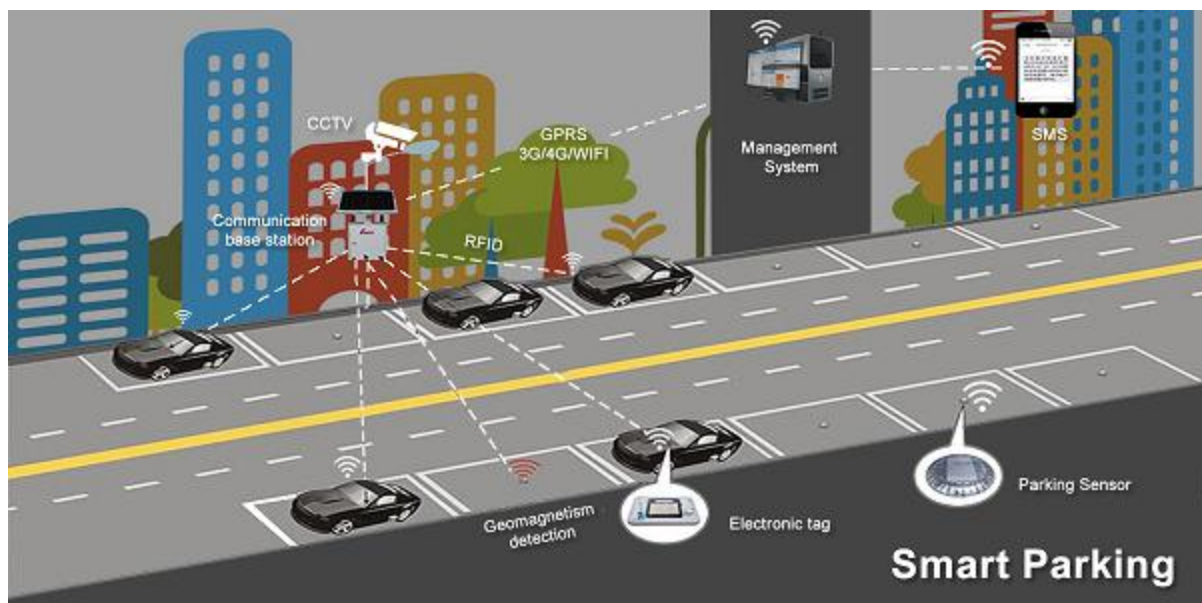 CCTV
GPRS
3G/4G/WIFI
Management
System
SMS
Communication
base station
RFID
Geomagnetism
detection
Electronic tag
Parking Sensor
Smart Parking